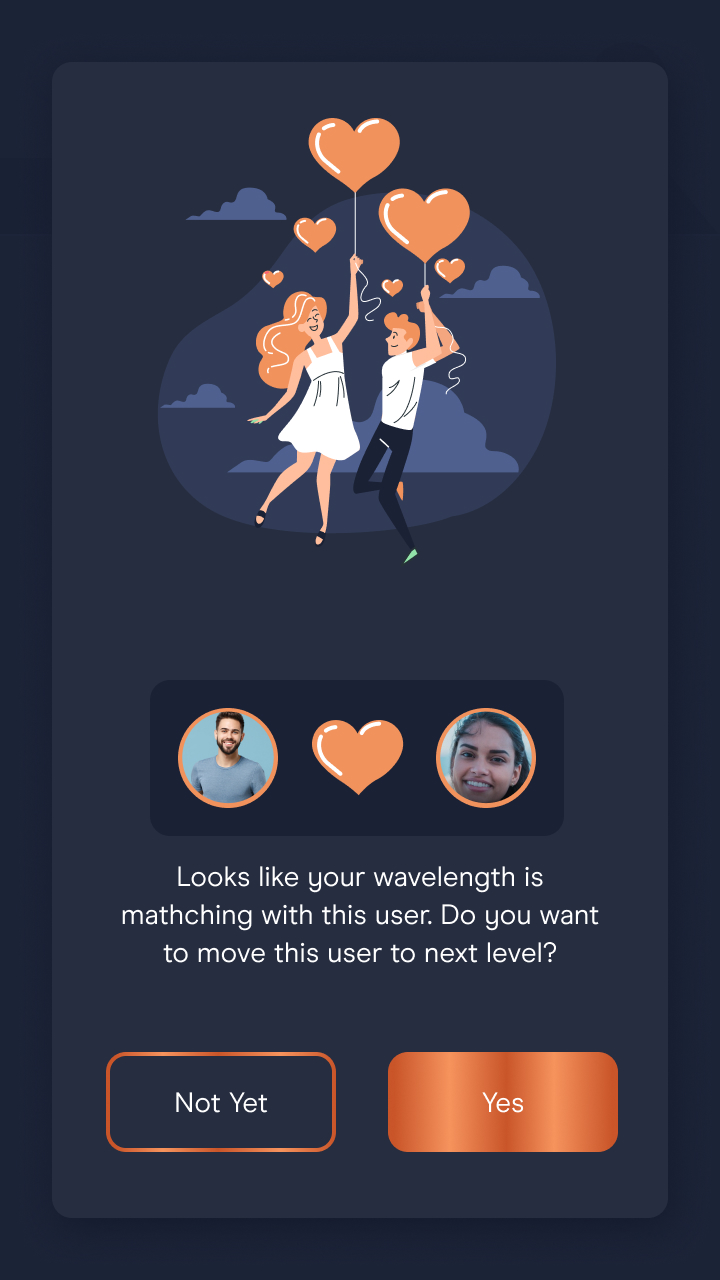 Looks like your wavelength is
mathching with this user. Do you want
to move this user to next level?
Not Yet
Yes